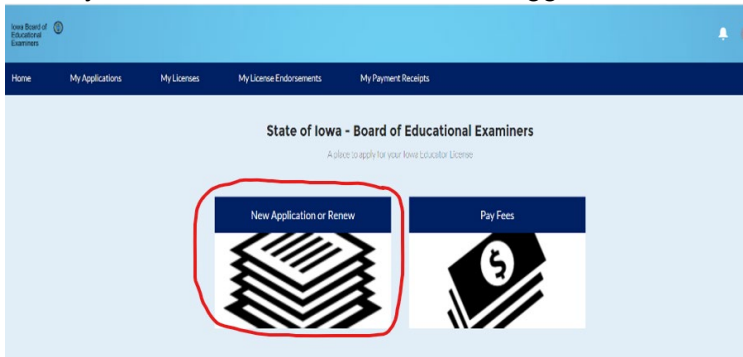 Iowa Board of
Educational
Examiners
Home My Applications My Licenses My License Endorsements My Payment Receipts
State of Iowa - Board of Educational Examiners
A place to apply for your Iowa Educator License
New Application or Renew Pay Fees
$